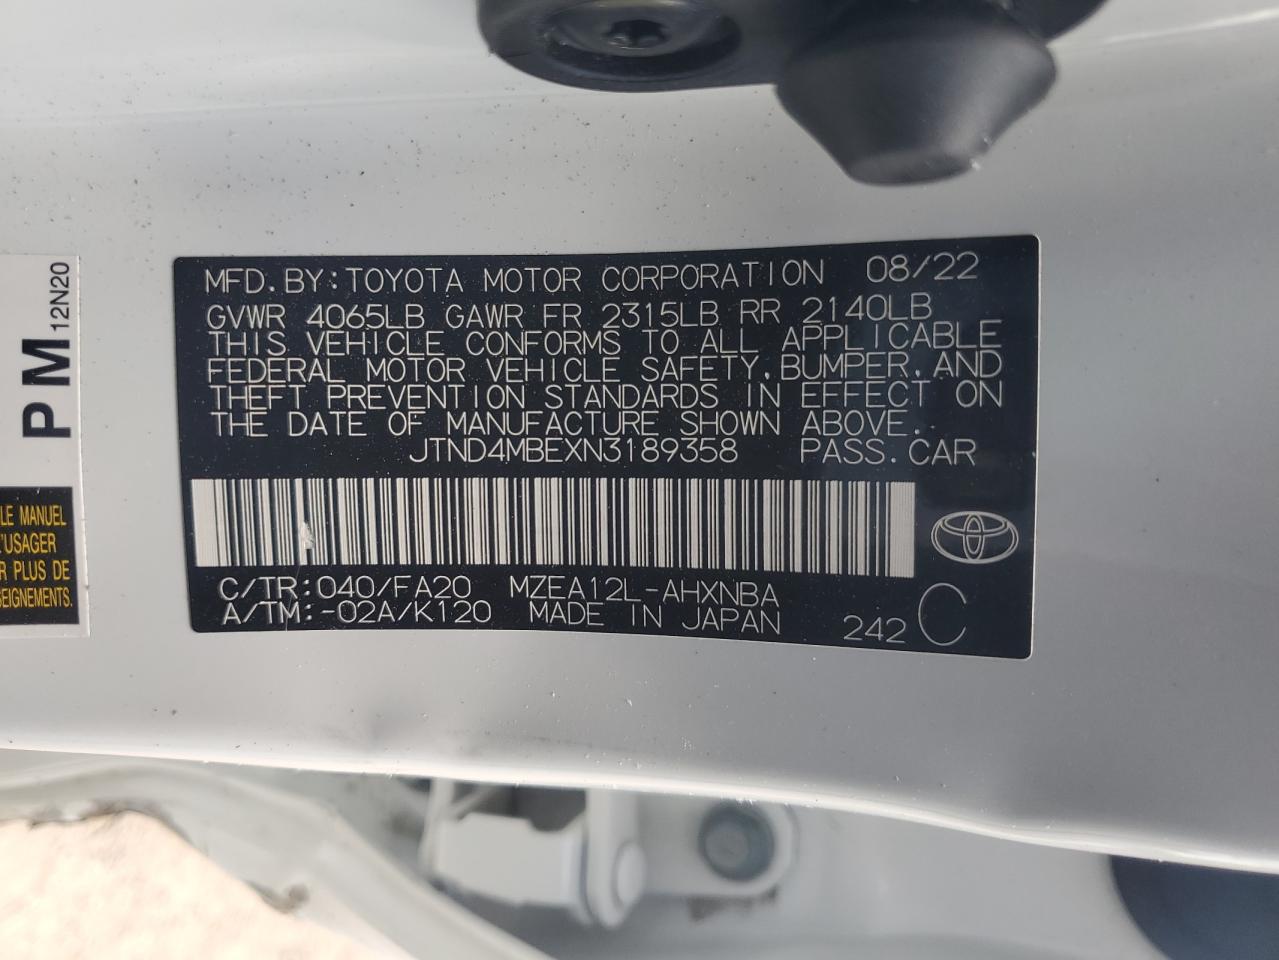 MFD.BY:TOYOTA MOTOR CORPORATION 08/22
GVWR 4065LB GAWR FR 2315LB RR 2140LB
THIS VEHICLE CONFORMS TO ALL APPLICABLE
FEDERAL MOTOR VEHICLE SAFETY,BUMPER,AND
THEFT PREVENTION STANDARDS IN EFFECT ON
THE DATE OF MANUFACTURE SHOWN ABOVE.
JTND4MBEXN3189358 PASS.CAR
C/TR:040/FA20 MZEA12L-AHXNBA
A/TM:-02A/K120 MADE IN JAPAN 242 C
PM 12N20
LE MANUEL
'USAGER
R PLUS DE
SEIGNEMENTS.